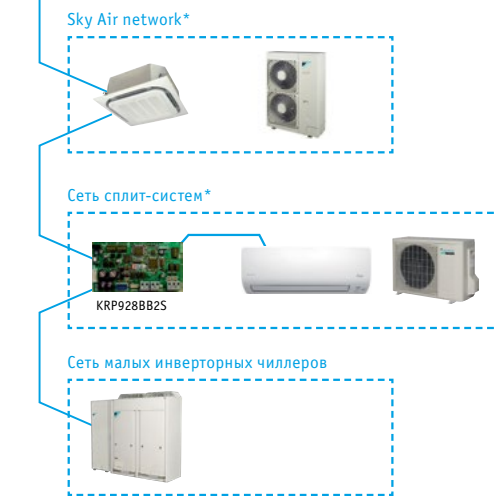 Sky Air network*
Сеть сплит-систем*
KRP928BB2S
Сеть малых инверторных чиллеров